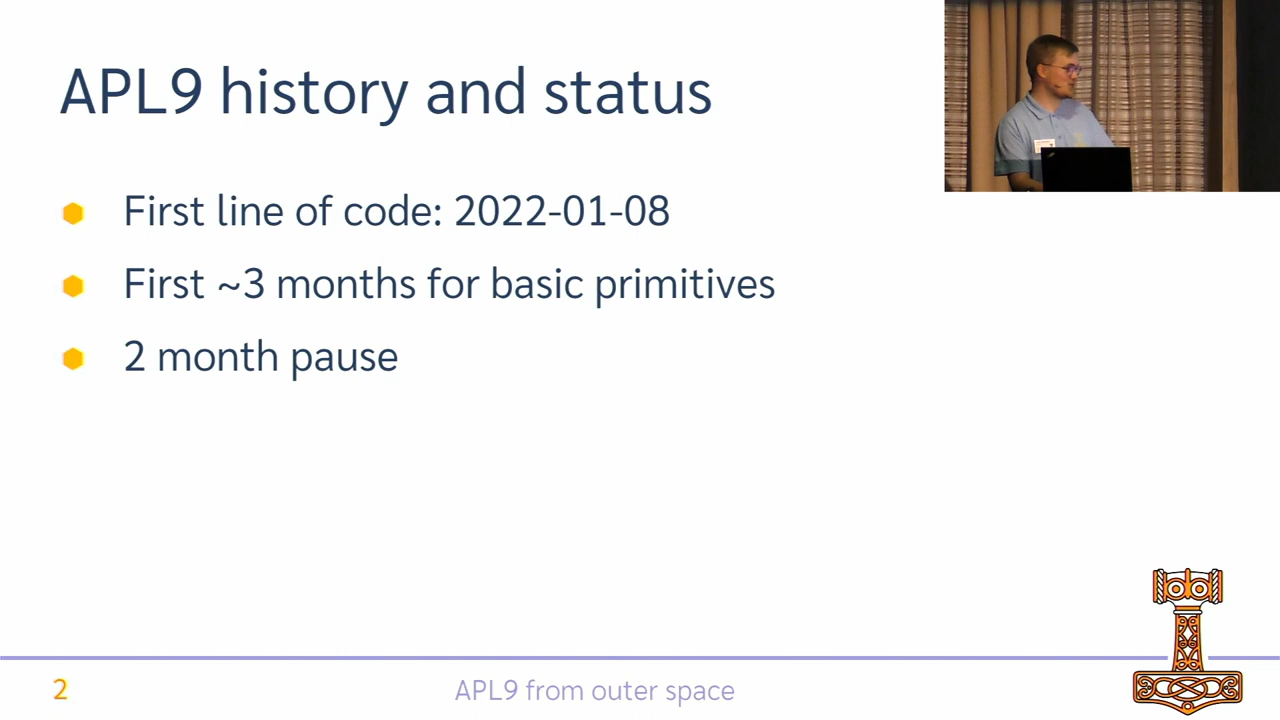 APL9 history and status
First line of code: 2022-01-08
First ~3 months for basic primitives
2 month pause
2
APL9 from outer space